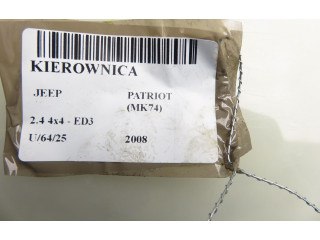 KIEROWNICA
JEEP PATRIOT
(MK74)
2.4 4x4 - ED3
U/64/25 2008